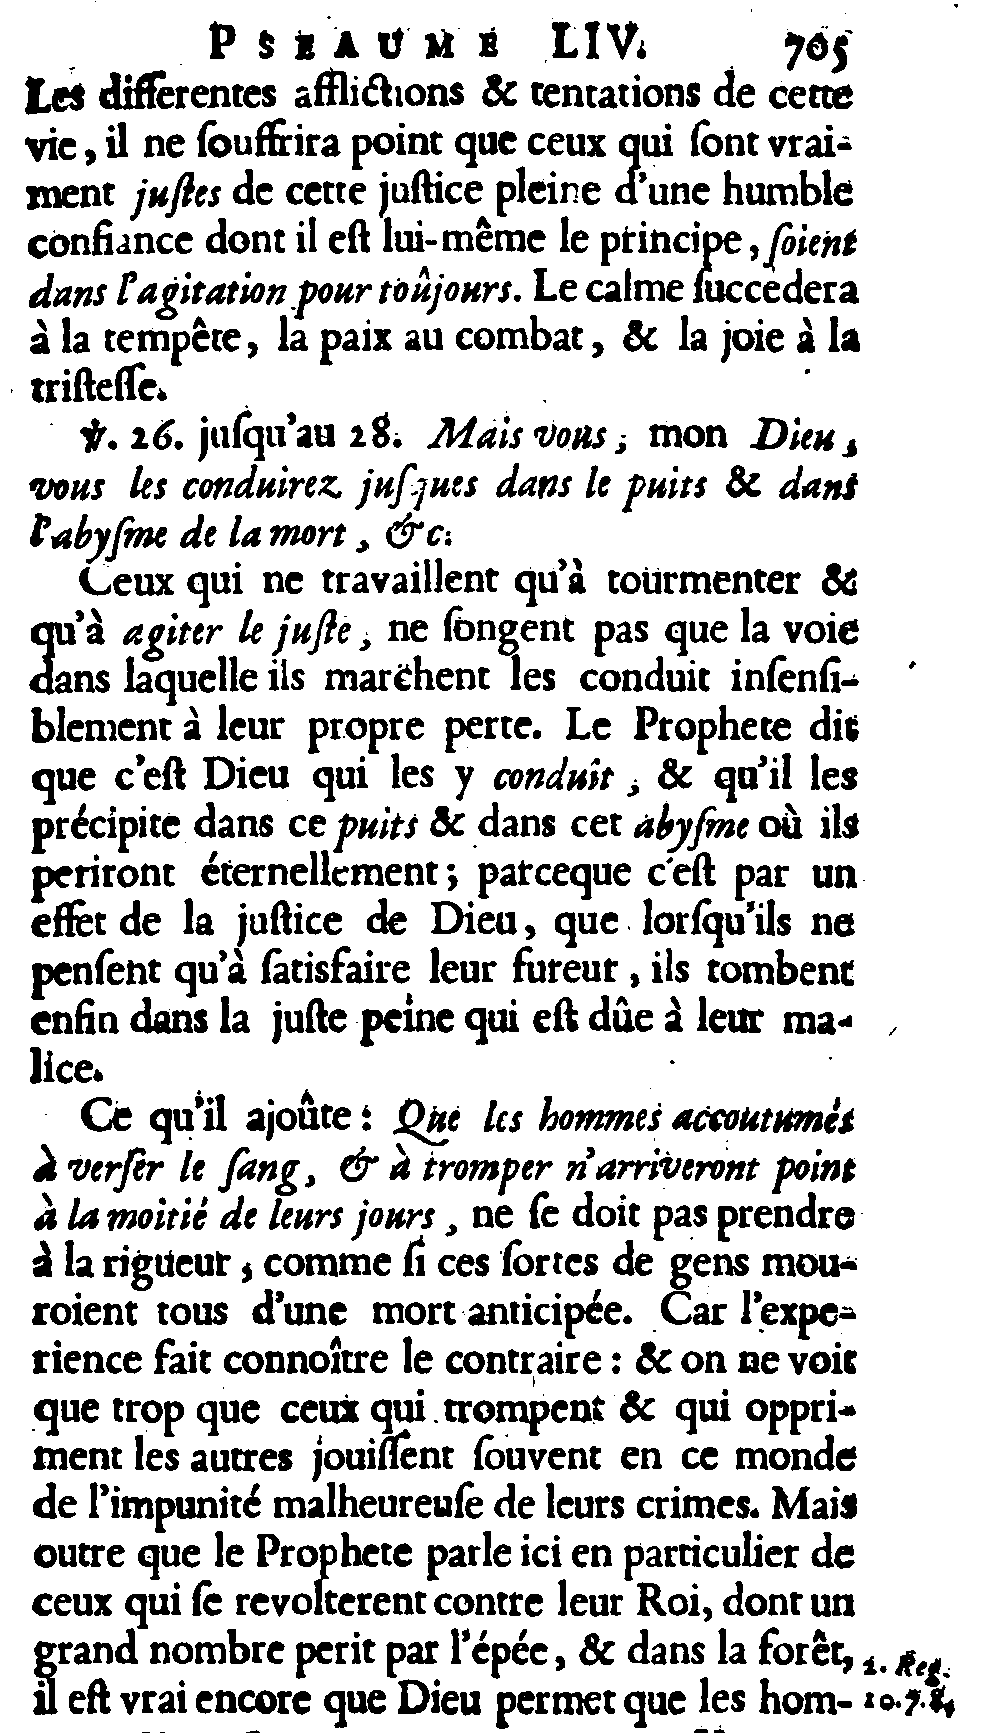 PSEAUME LIV. 705
Les differentes afflictions & tentations de cette
vie, il ne ſouffrira point que ceux qui ſont vrai-
ment juſtes de cette juſtice pleine d'une humble
confiance dont il eſt lui-même le principe, ſoient
dans l'agitation pour toûjours. Le calme ſuccedera
à la tempête, la paix au combat, & la joie à la
triſteſſe.
℣. 26. juſqu'au 28. Mais vous, mon Dieu,
vous les conduirez juſques dans le puits & dans
l'abyſme de la mort, &c.
Ceux qui ne travaillent qu'à tourmenter &
qu'à agiter le juſte, ne ſongent pas que la voie
dans laquelle ils marchent les conduit inſenſi-
blement à leur propre perte. Le Prophete dit
que c'eſt Dieu qui les y conduit, & qu'il les
précipite dans ce puits & dans cet abyſme où ils
periront éternellement; parceque c'eſt par un
effet de la juſtice de Dieu, que lorſqu'ils ne
penſent qu'à ſatisfaire leur fureur, ils tombent
enfin dans la juſte peine qui eſt dûe à leur ma-
lice.
Ce qu'il ajoûte: Que les hommes accoutumés
à verſer le ſang, & à tromper n'arriveront point
à la moitié de leurs jours, ne ſe doit pas prendre
à la rigueur, comme ſi ces ſortes de gens mou-
roient tous d'une mort anticipée. Car l'expe-
rience fait connoître le contraire: & on ne voit
que trop que ceux qui trompent & qui oppri-
ment les autres jouiſſent ſouvent en ce monde
de l'impunité malheureuſe de leurs crimes. Mais
outre que le Prophete parle ici en particulier de
ceux qui ſe revolterent contre leur Roi, dont un
grand nombre perit par l'épée, & dans la forêt,
il eſt vrai encore que Dieu permet que les hom-
Reg.